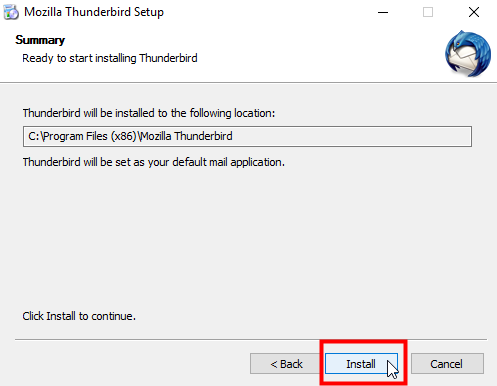 Mozilla Thunderbird Setup
Summary
Ready to start installing Thunderbird
Thunderbird will be installed to the following location:
C:\Program Files (x86)\Mozilla Thunderbird
Thunderbird will be set as your default mail application.
Click Install to continue.
< Back Install Cancel